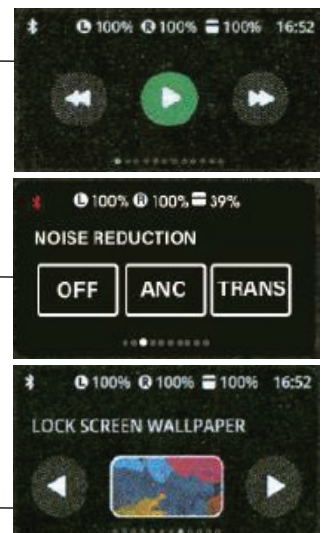 L 100% R 100% 100% 16:52
L 100% R 100% 39%
NOISE REDUCTION
OFF ANC TRANS
L 100% R 100% 100% 16:52
LOCK SCREEN WALLPAPER